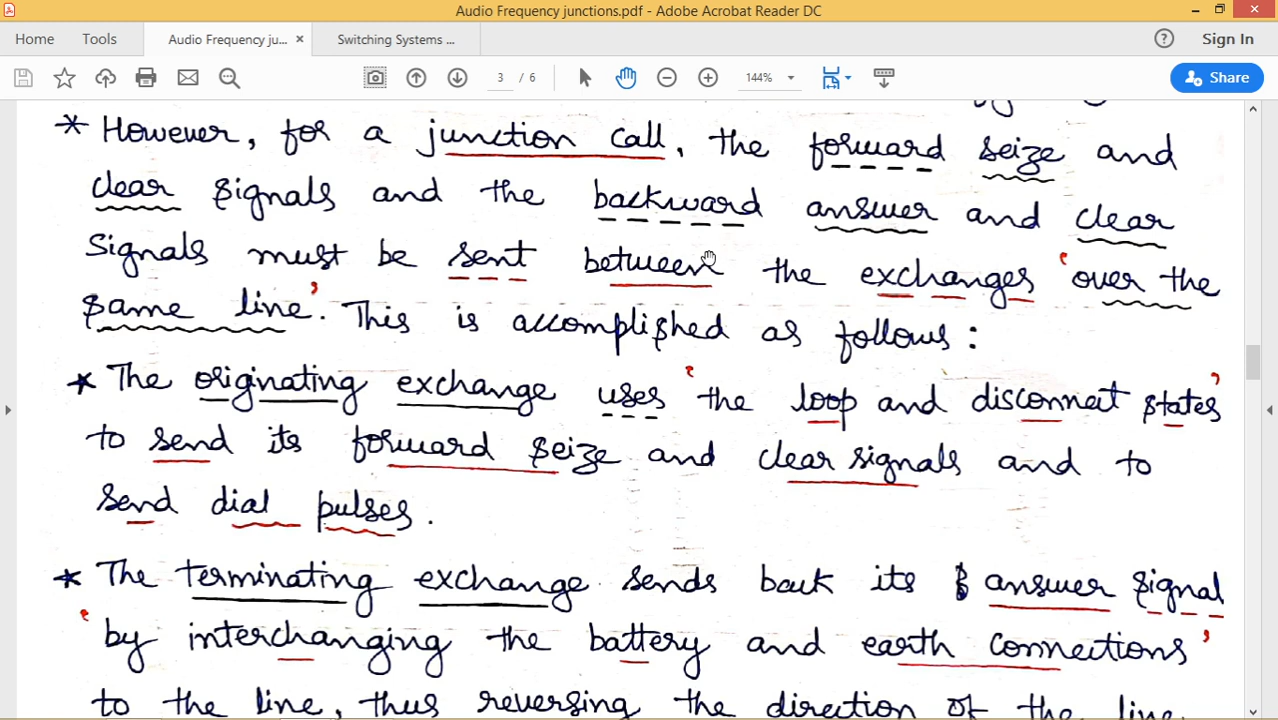 Audio Frequency junctions.pdf - Adobe Acrobat Reader DC
Home Tools Audio Frequency ju... × Switching Systems ... Sign In
3 / 6 144% Share
* However, for a junction call, the forward seize and
clear signals and the backward answer and clear
signals must be sent between the exchanges 'over the
same line'. This is accomplished as follows:
* The originating exchange uses 'the loop and disconnect states'
to send its forward seize and clear signals and to
send dial pulses.
* The terminating exchange sends back its answer signal
'by interchanging the battery and earth connections'
to the line, thus reversing the direction of the line